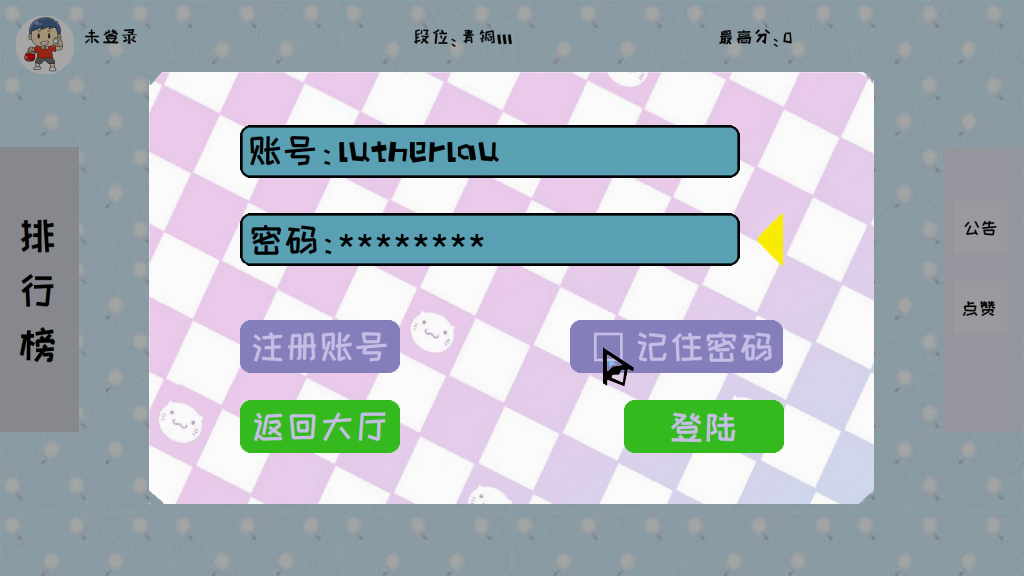 未登录
段位:青铜III
最高分:0
账号:lutherlau
密码:********
排
行
榜
公告
点赞
注册账号
记住密码
返回大厅
登陆